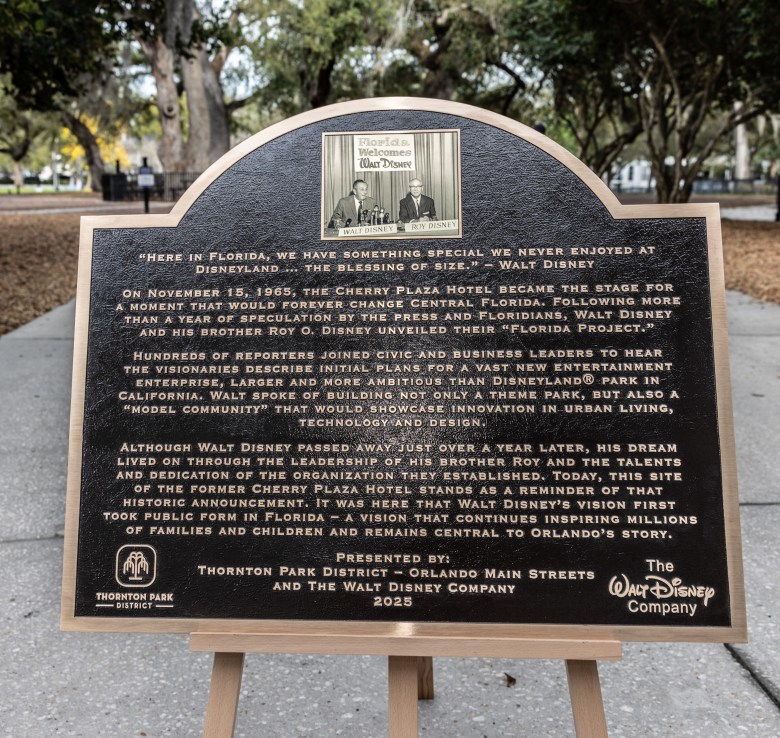 Florida
Welcomes
WALT DISNEY
WALT DISNEY
ROY DISNEY
“HERE IN FLORIDA, WE HAVE SOMETHING SPECIAL WE NEVER ENJOYED AT
DISNEYLAND ... THE BLESSING OF SIZE.” – WALT DISNEY
ON NOVEMBER 15, 1965, THE CHERRY PLAZA HOTEL BECAME THE STAGE FOR
A MOMENT THAT WOULD FOREVER CHANGE CENTRAL FLORIDA. FOLLOWING MORE
THAN A YEAR OF SPECULATION BY THE PRESS AND FLORIDIANS, WALT DISNEY
AND HIS BROTHER ROY O. DISNEY UNVEILED THEIR “FLORIDA PROJECT.”
HUNDREDS OF REPORTERS JOINED CIVIC AND BUSINESS LEADERS TO HEAR
THE VISIONARIES DESCRIBE INITIAL PLANS FOR A VAST NEW ENTERTAINMENT
ENTERPRISE, LARGER AND MORE AMBITIOUS THAN DISNEYLAND® PARK IN
CALIFORNIA. WALT SPOKE OF BUILDING NOT ONLY A THEME PARK, BUT ALSO A
“MODEL COMMUNITY” THAT WOULD SHOWCASE INNOVATION IN URBAN LIVING,
TECHNOLOGY AND DESIGN.
ALTHOUGH WALT DISNEY PASSED AWAY JUST OVER A YEAR LATER, HIS DREAM
LIVED ON THROUGH THE LEADERSHIP OF HIS BROTHER ROY AND THE TALENTS
AND DEDICATION OF THE ORGANIZATION THEY ESTABLISHED. TODAY, THIS SITE
OF THE FORMER CHERRY PLAZA HOTEL STANDS AS A REMINDER OF THAT
HISTORIC ANNOUNCEMENT. IT WAS HERE THAT WALT DISNEY’S VISION FIRST
TOOK PUBLIC FORM IN FLORIDA – A VISION THAT CONTINUES INSPIRING MILLIONS
OF FAMILIES AND CHILDREN AND REMAINS CENTRAL TO ORLANDO’S STORY.
PRESENTED BY:
THORNTON PARK DISTRICT – ORLANDO MAIN STREETS
AND THE WALT DISNEY COMPANY
2025
THORNTON PARK
DISTRICT
The
WALT DISNEY
Company